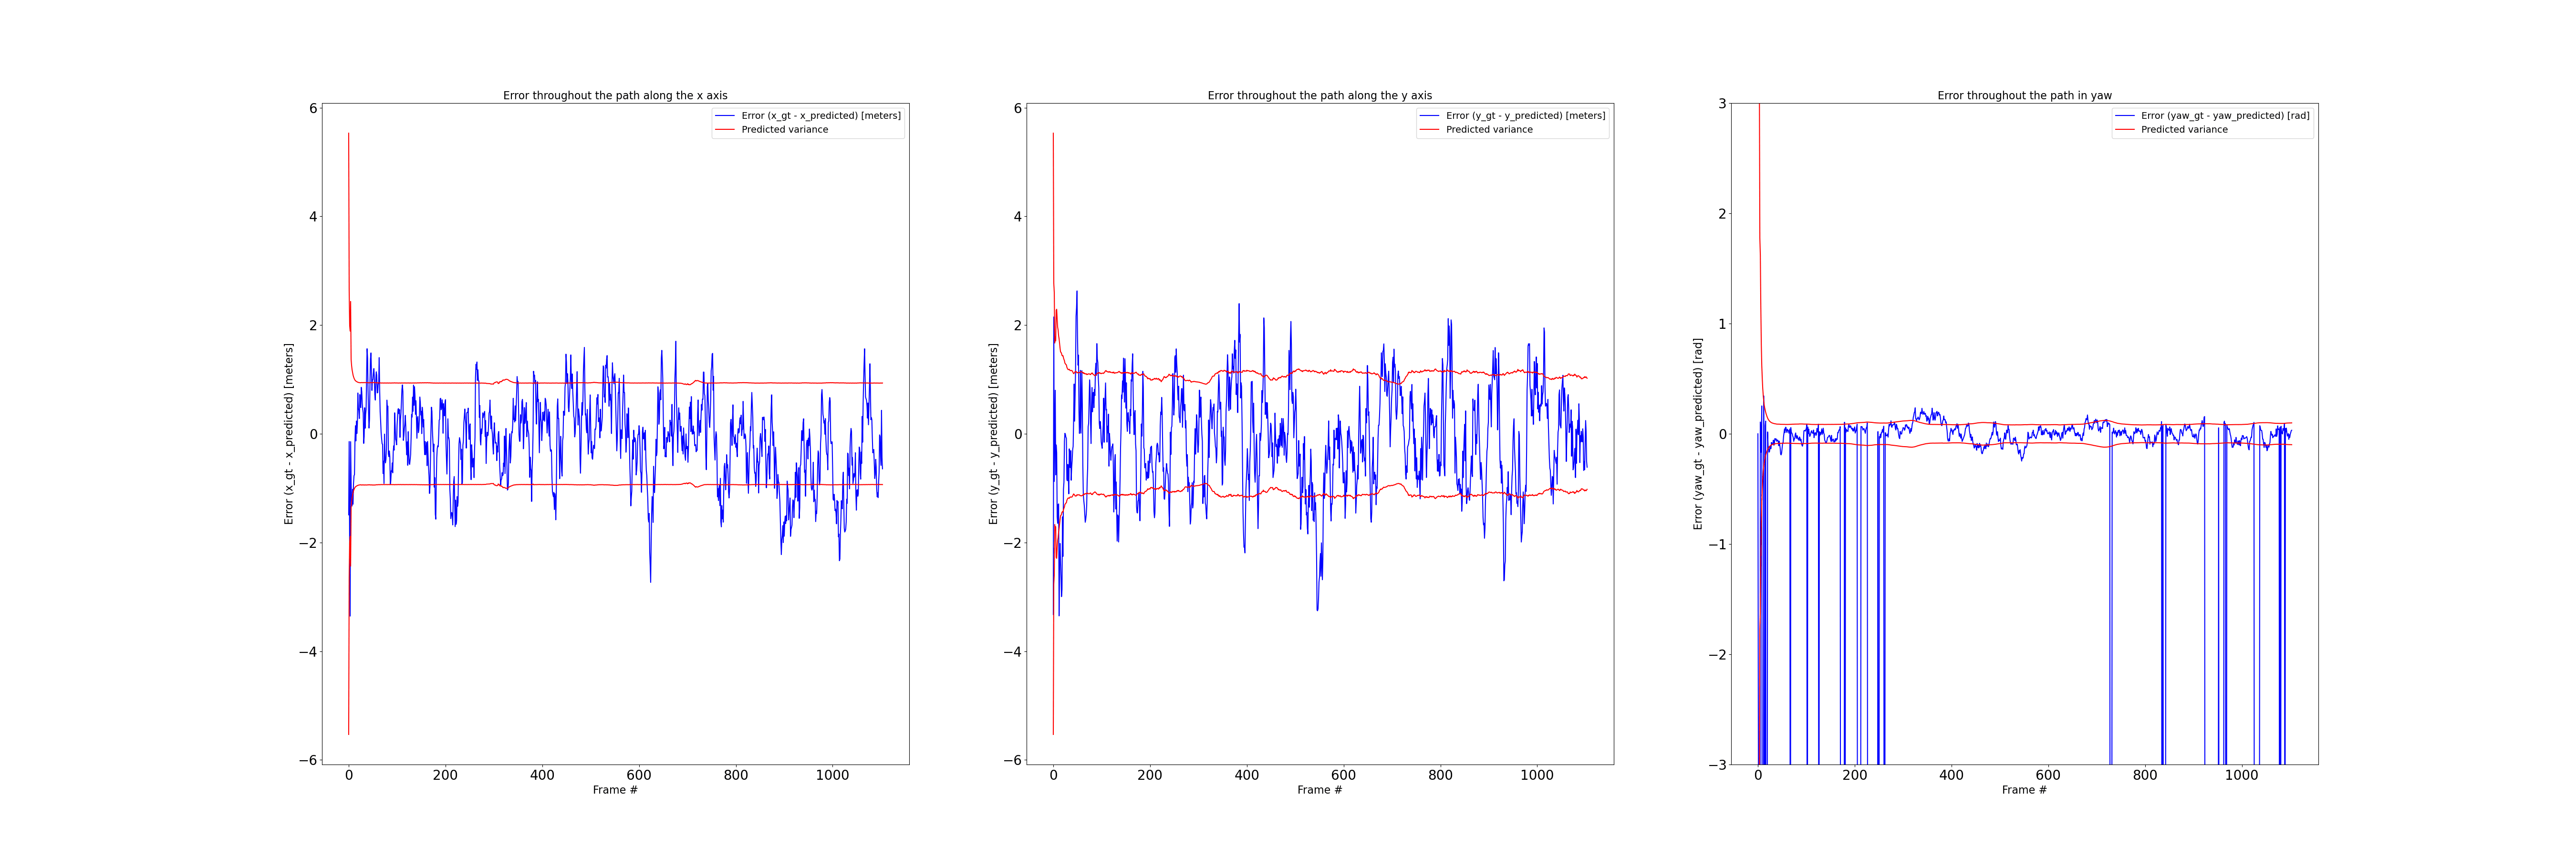 Error throughout the path along the x axis
Error (x_gt - x_predicted) [meters]
Predicted variance
6
4
2
0
−2
−4
−6
Error (x_gt - x_predicted) [meters]
0 200 400 600 800 1000
Frame #
Error throughout the path along the y axis
Error (y_gt - y_predicted) [meters]
Predicted variance
6
4
2
0
−2
−4
−6
Error (y_gt - y_predicted) [meters]
0 200 400 600 800 1000
Frame #
Error throughout the path in yaw
Error (yaw_gt - yaw_predicted) [rad]
Predicted variance
3
2
1
0
−1
−2
−3
Error (yaw_gt - yaw_predicted) [rad]
0 200 400 600 800 1000
Frame #